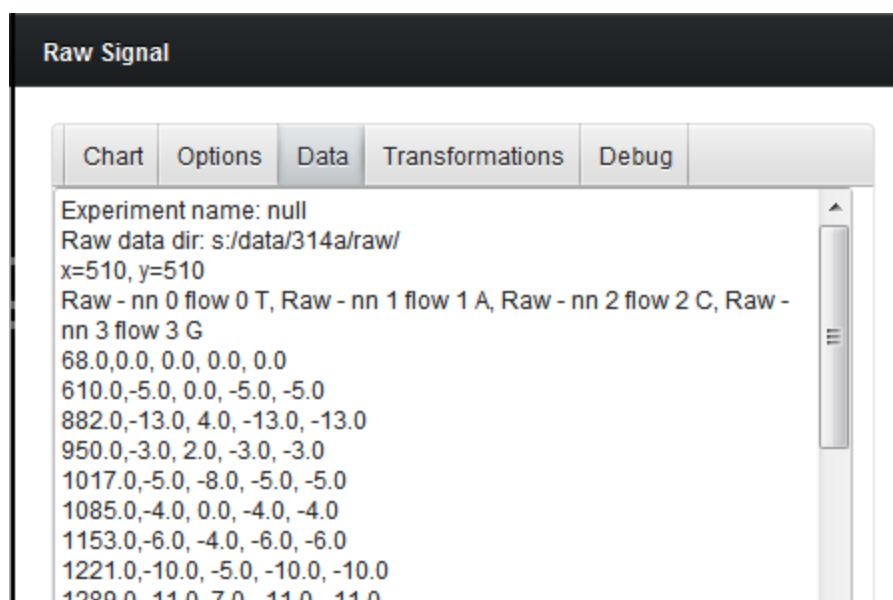 Raw Signal
Chart Options Data Transformations Debug
Experiment name: null
Raw data dir: s:/data/314a/raw/
x=510, y=510
Raw - nn 0 flow 0 T, Raw - nn 1 flow 1 A, Raw - nn 2 flow 2 C, Raw -
nn 3 flow 3 G
68.0,0.0, 0.0, 0.0, 0.0
610.0,-5.0, 0.0, -5.0, -5.0
882.0,-13.0, 4.0, -13.0, -13.0
950.0,-3.0, 2.0, -3.0, -3.0
1017.0,-5.0, -8.0, -5.0, -5.0
1085.0,-4.0, 0.0, -4.0, -4.0
1153.0,-6.0, -4.0, -6.0, -6.0
1221.0,-10.0, -5.0, -10.0, -10.0